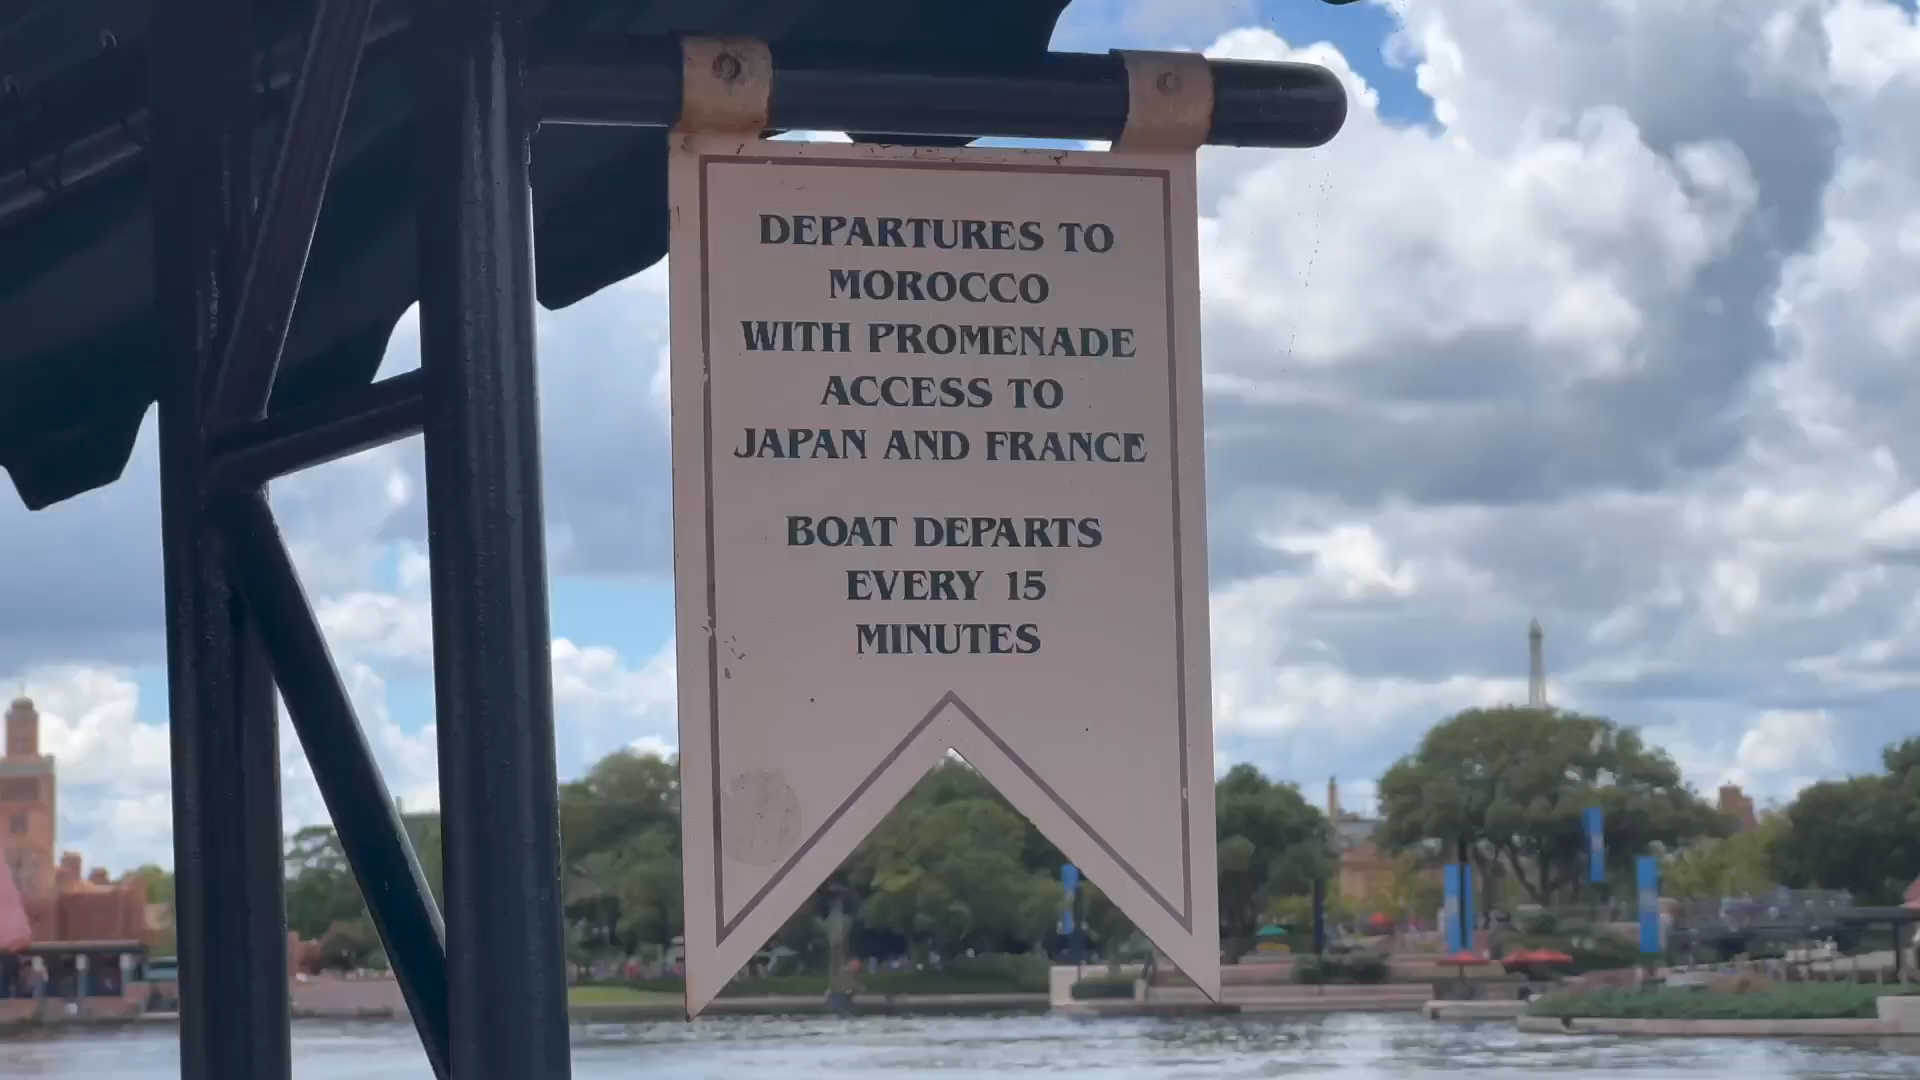 DEPARTURES TO
MOROCCO
WITH PROMENADE
ACCESS TO
JAPAN AND FRANCE
BOAT DEPARTS
EVERY 15
MINUTES